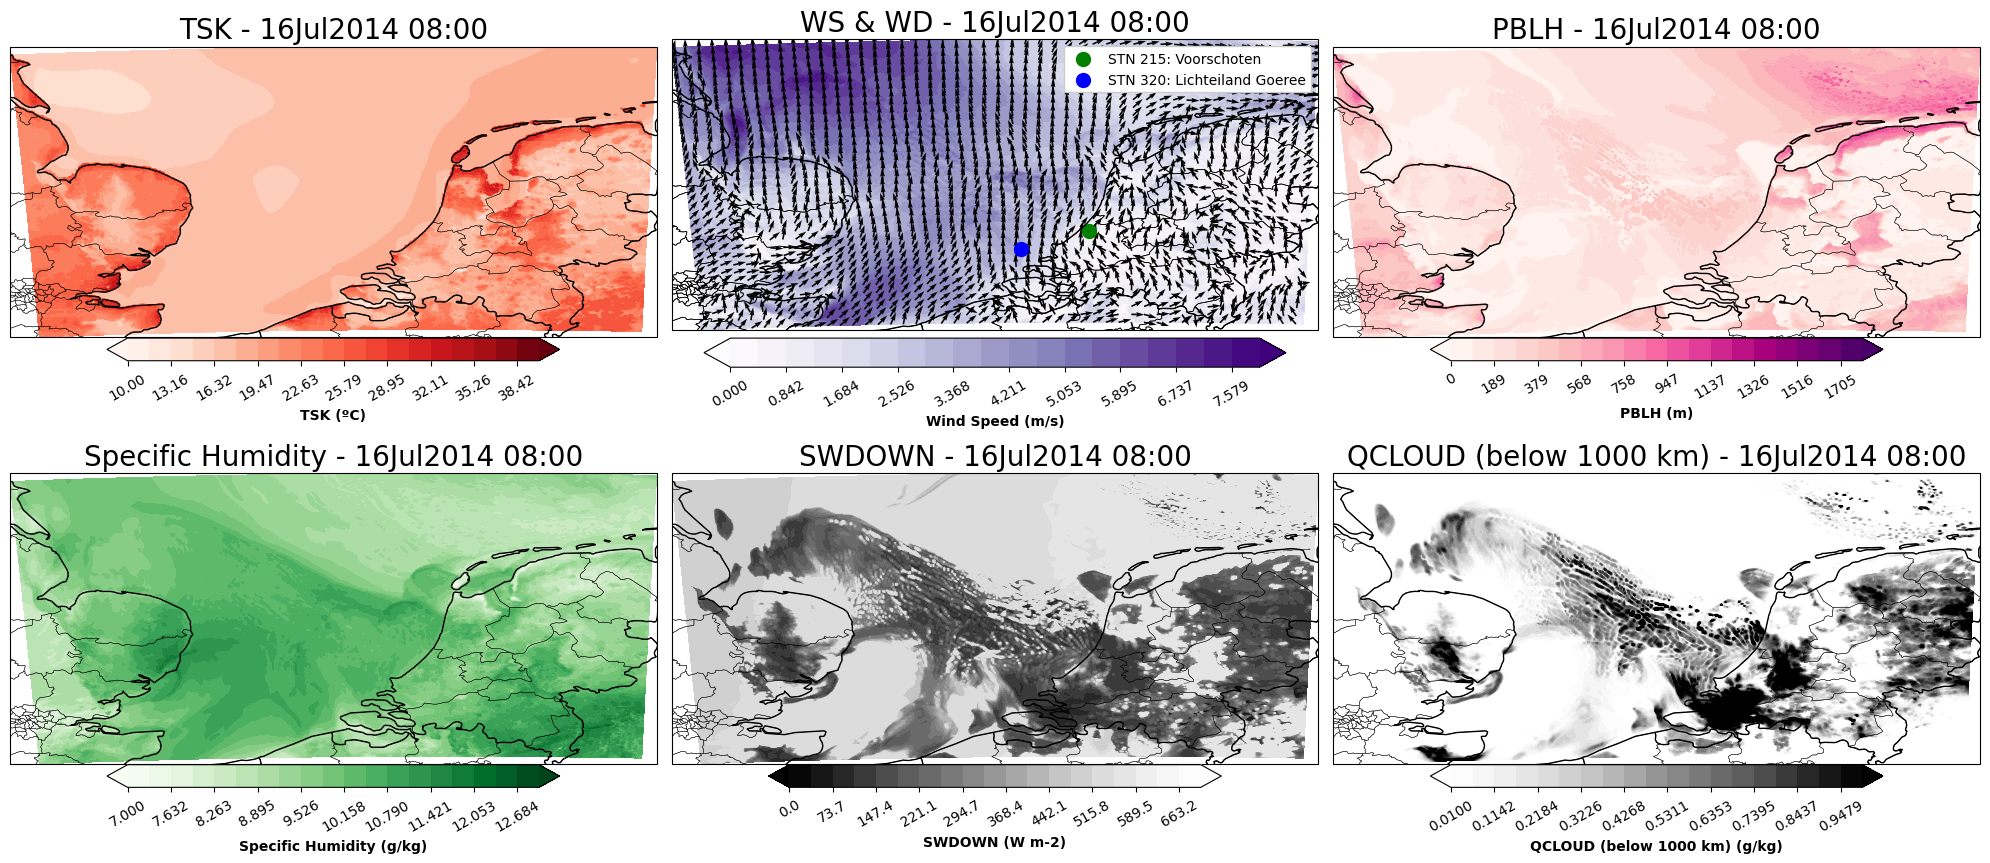 TSK - 16Jul2014 08:00
10.00 13.16 16.32 19.47 22.63 25.79 28.95 32.11 35.26 38.42
TSK (ºC)
WS & WD - 16Jul2014 08:00
STN 215: Voorschoten
STN 320: Lichteiland Goeree
0.000 0.842 1.684 2.526 3.368 4.211 5.053 5.895 6.737 7.579
Wind Speed (m/s)
PBLH - 16Jul2014 08:00
0 189 379 568 758 947 1137 1326 1516 1705
PBLH (m)
Specific Humidity - 16Jul2014 08:00
7.000 7.632 8.263 8.895 9.526 10.158 10.790 11.421 12.053 12.684
Specific Humidity (g/kg)
SWDOWN - 16Jul2014 08:00
0.0 73.7 147.4 221.1 294.7 368.4 442.1 515.8 589.5 663.2
SWDOWN (W m-2)
QCLOUD (below 1000 km) - 16Jul2014 08:00
0.0100 0.1142 0.2184 0.3226 0.4268 0.5311 0.6353 0.7395 0.8437 0.9479
QCLOUD (below 1000 km) (g/kg)